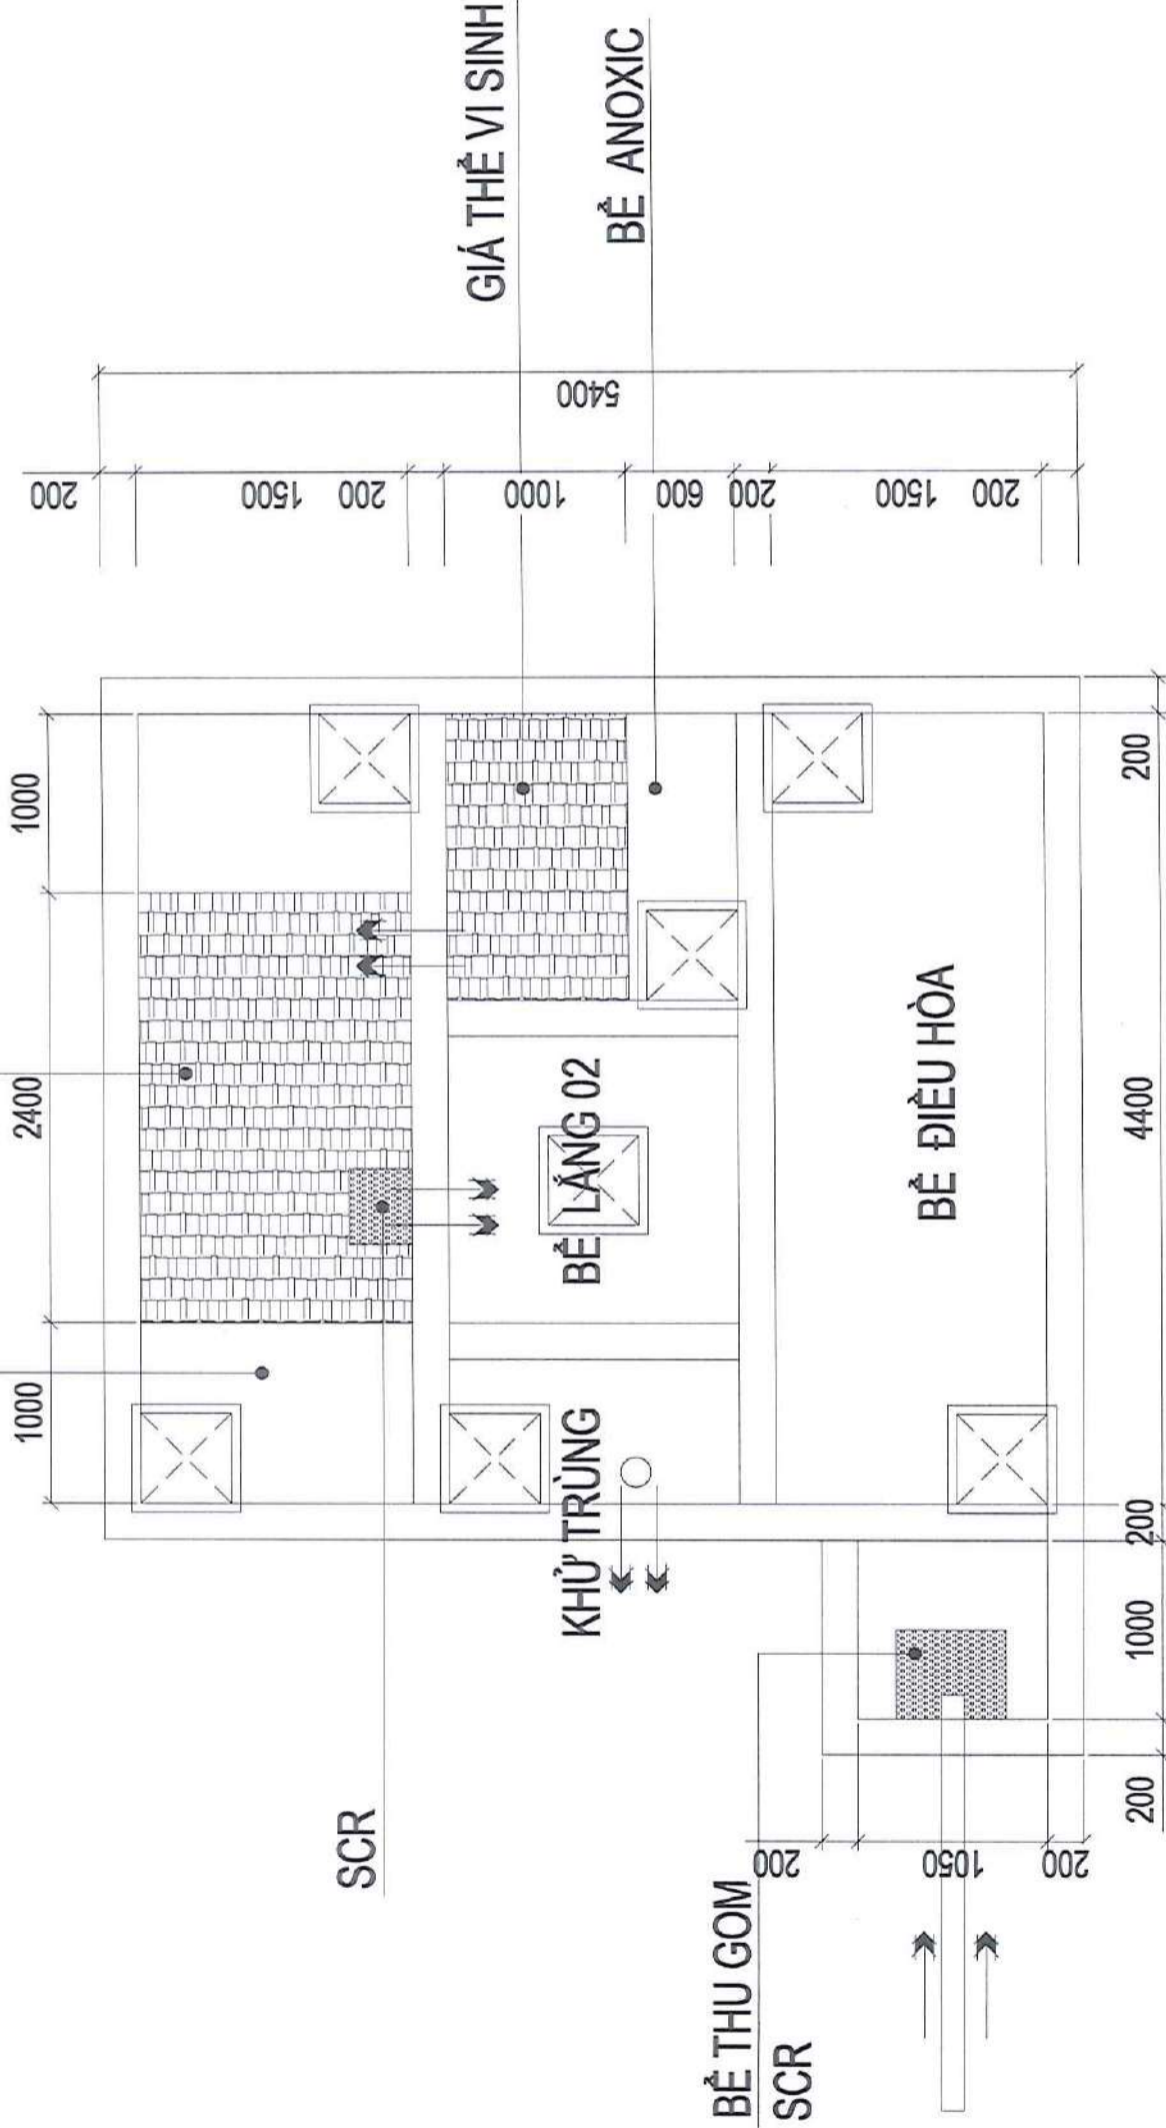 GIÁ THỂ VI SINH
BỂ ANOXIC
5400
200
1500
200
1000
600
200
1500
200
1000
2400
1000
200
4400
200
1000
200
BỂ LẮNG 02
BỂ ĐIỀU HÒA
KHỬ TRÙNG
SCR
BỂ THU GOM
SCR
200
1050
200